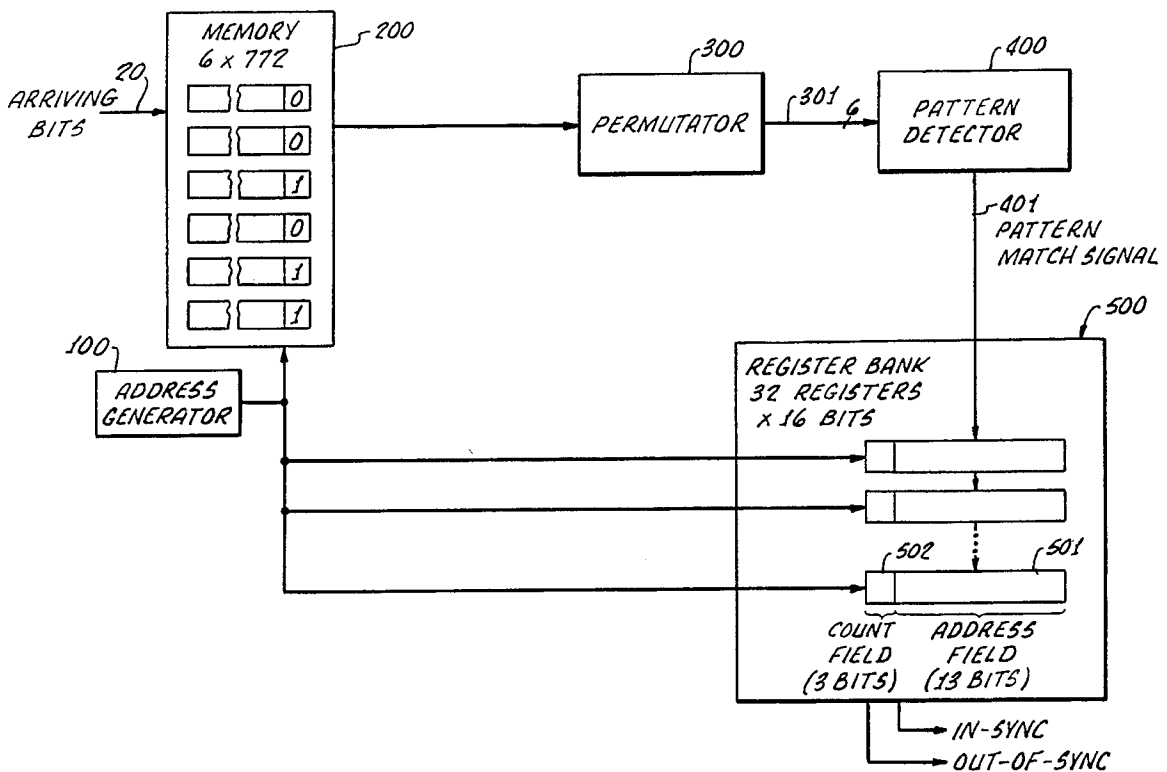 MEMORY
6 x 772
200
20
ARRIVING
BITS
0
0
1
0
1
1
300
PERMUTATOR
301
6
400
PATTERN
DETECTOR
401
PATTERN
MATCH SIGNAL
100
ADDRESS
GENERATOR
500
REGISTER BANK
32 REGISTERS
x 16 BITS
502
501
COUNT
FIELD
(3 BITS)
ADDRESS
FIELD
(13 BITS)
IN-SYNC
OUT-OF-SYNC